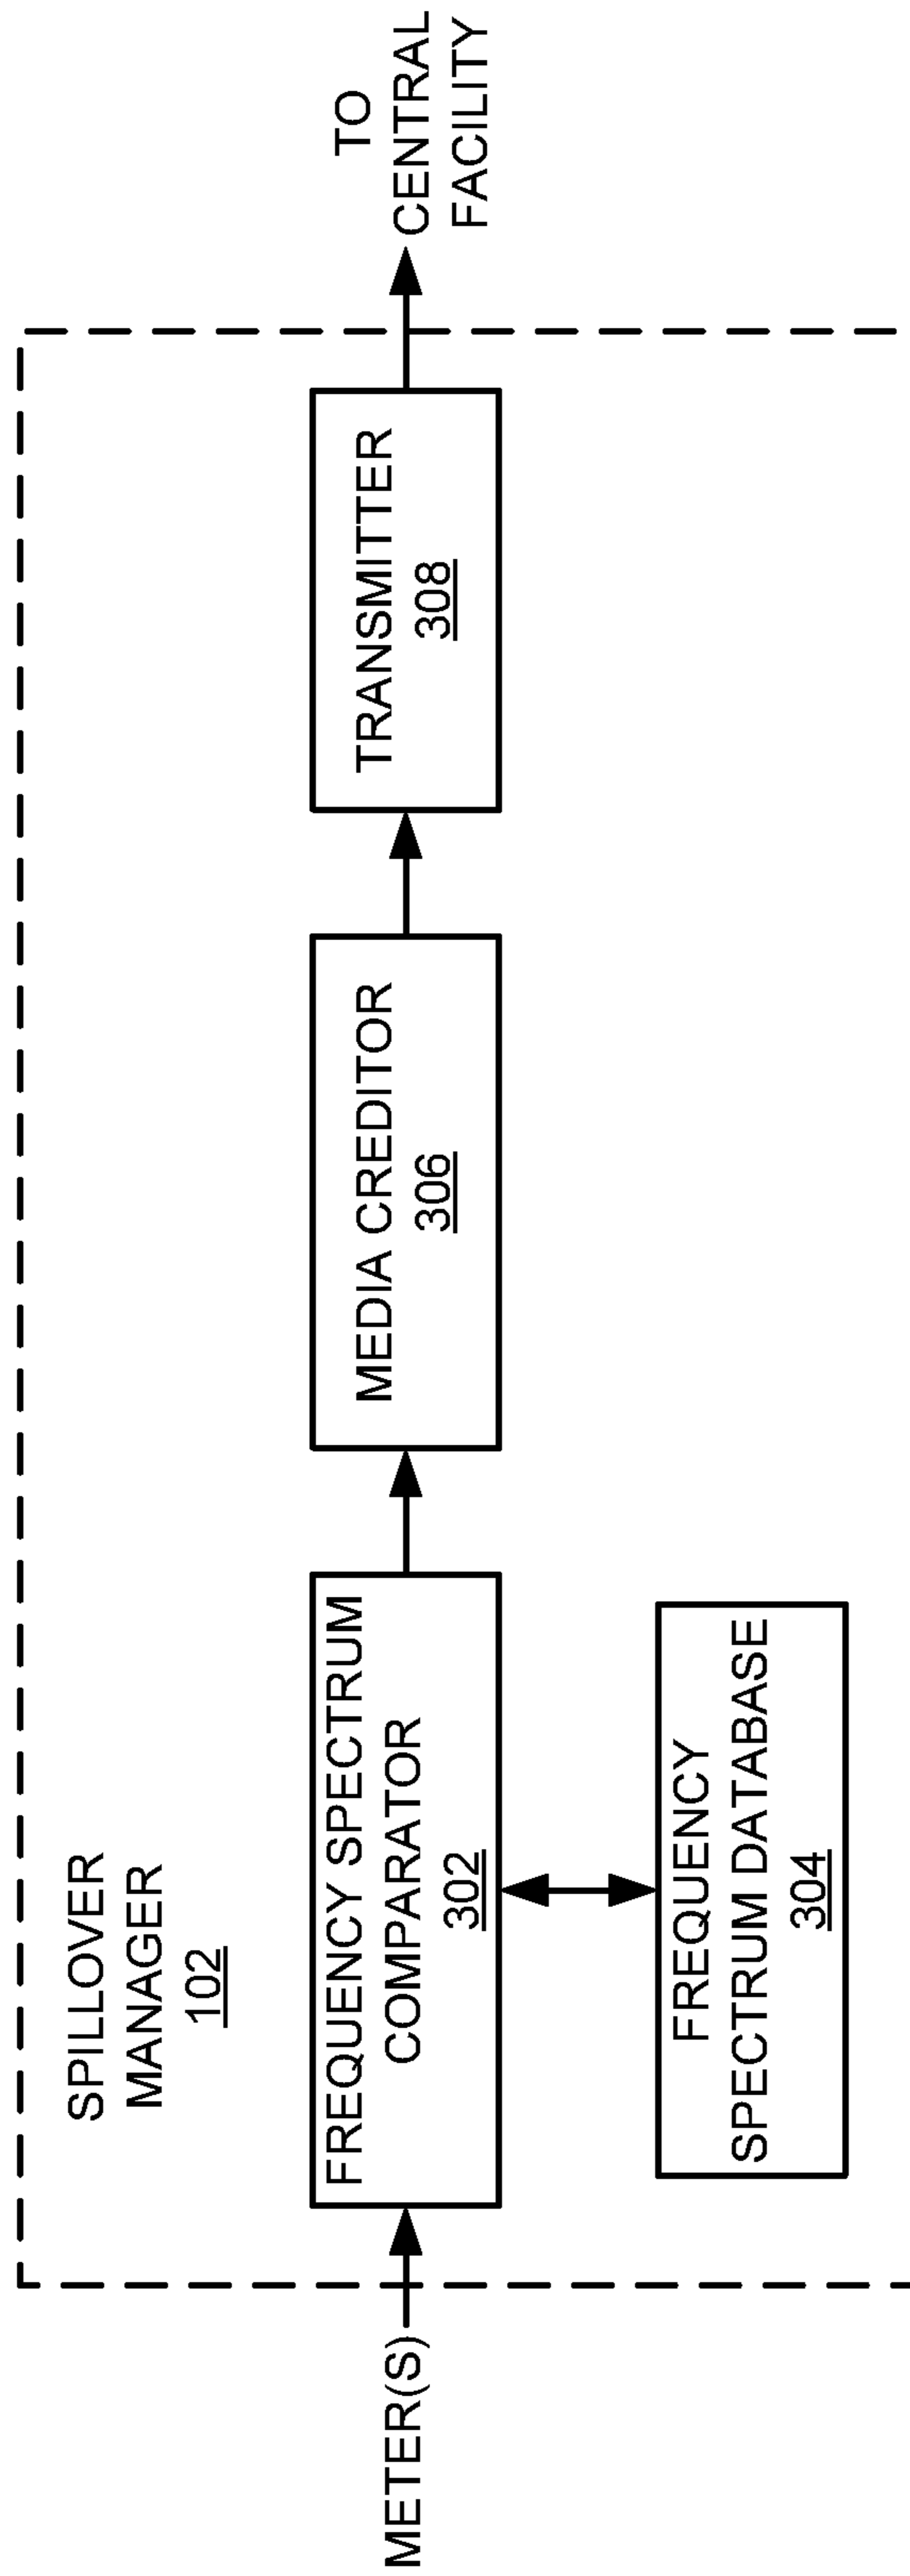 SPILLOVER
MANAGER
102
METER(S)
FREQUENCY SPECTRUM
COMPARATOR
302
FREQUENCY
SPECTRUM DATABASE
304
MEDIA CREDITOR
306
TRANSMITTER
308
TO
CENTRAL
FACILITY